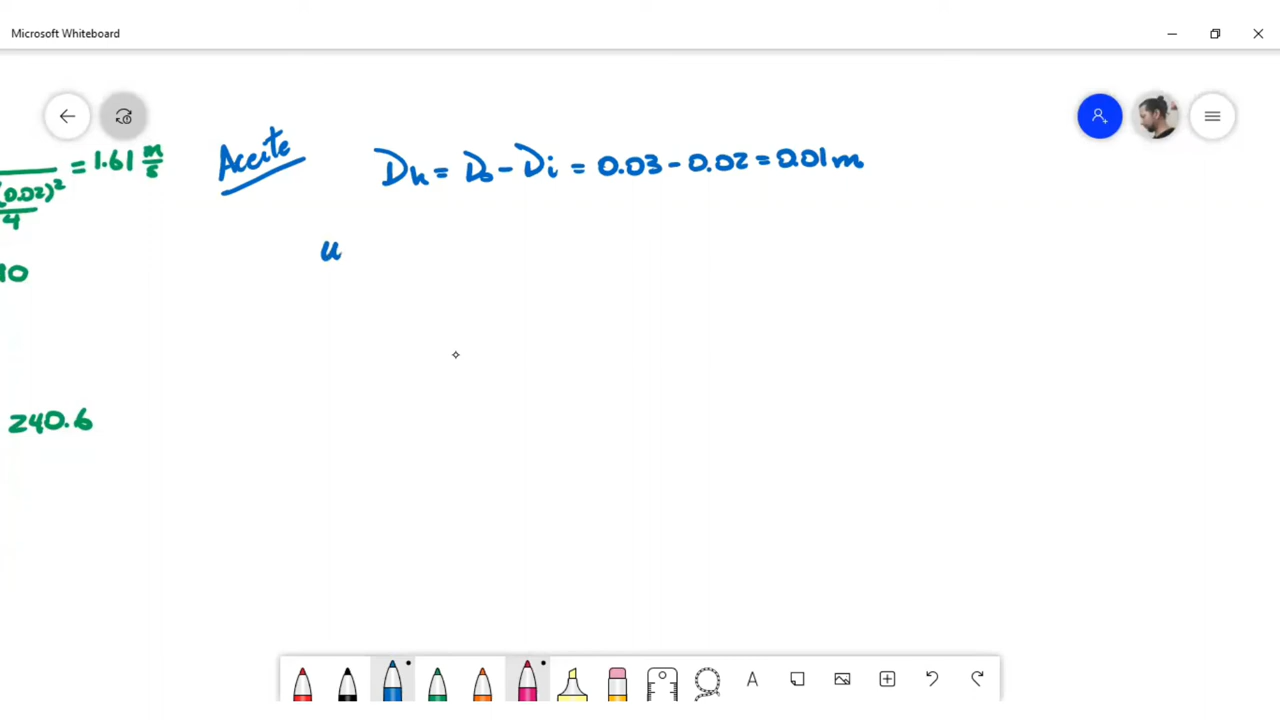 Microsoft Whiteboard
= 1.61 m/s
(0.02)²
4
10
240.6
Aceite
Dh = Do - Di = 0.03 - 0.02 = 0.01 m
u
A